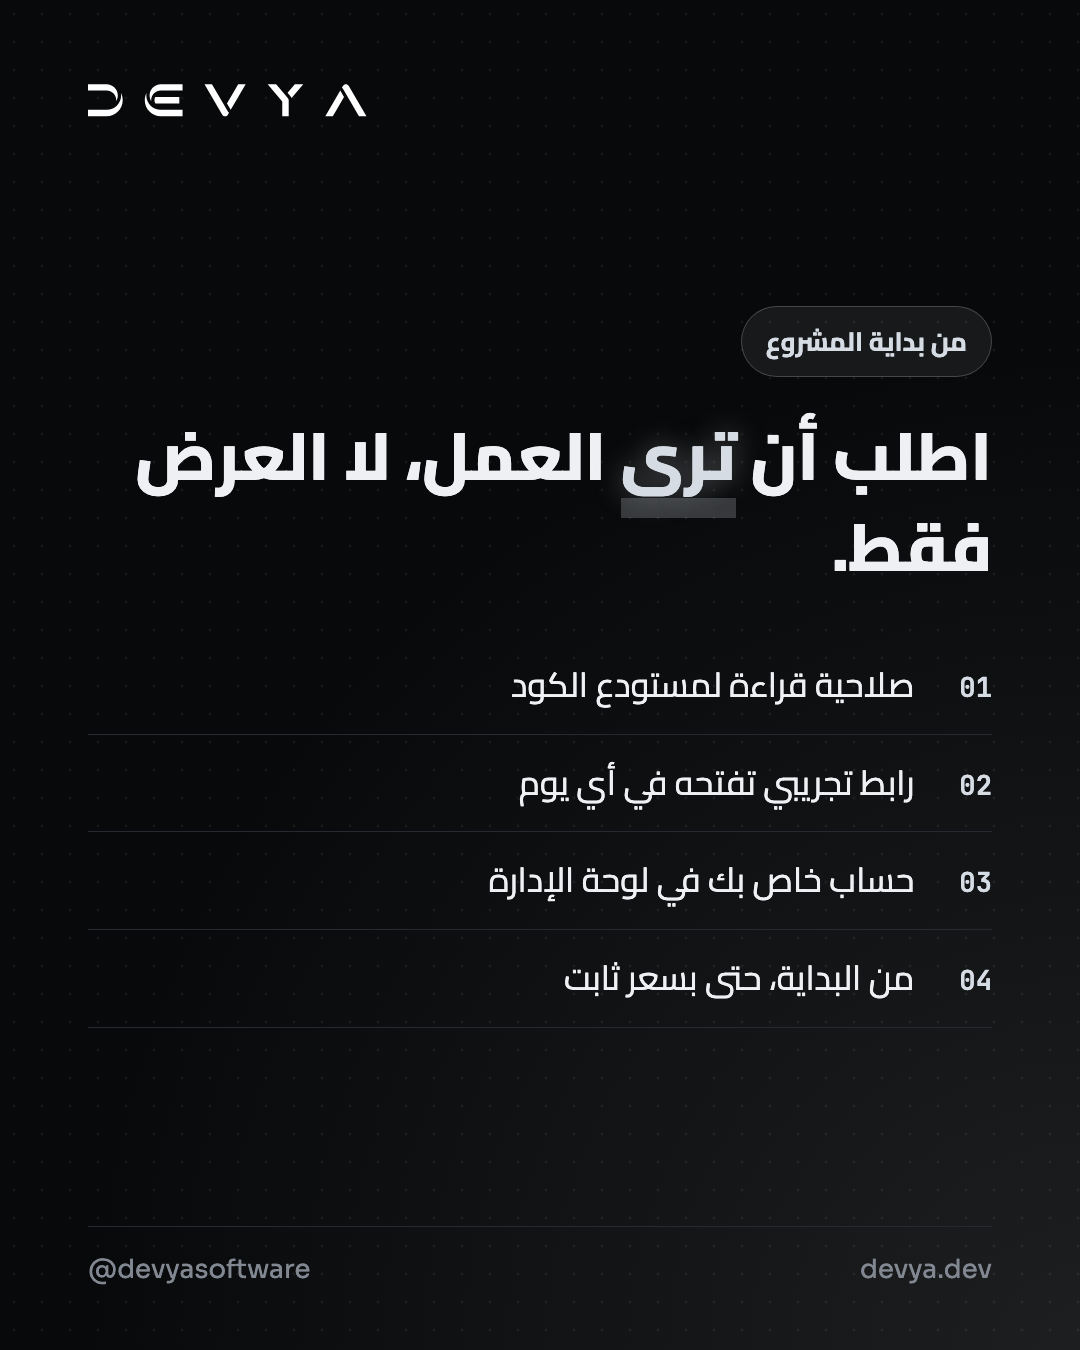 DEVYA
من بداية المشروع
اطلب أن ترى العمل، لا العرض
فقط.
01 صلاحية قراءة لمستودع الكود
02 رابط تجريبي تفتحه في أي يوم
03 حساب خاص بك في لوحة الإدارة
04 من البداية، حتى بسعر ثابت
@devyasoftware devya.dev